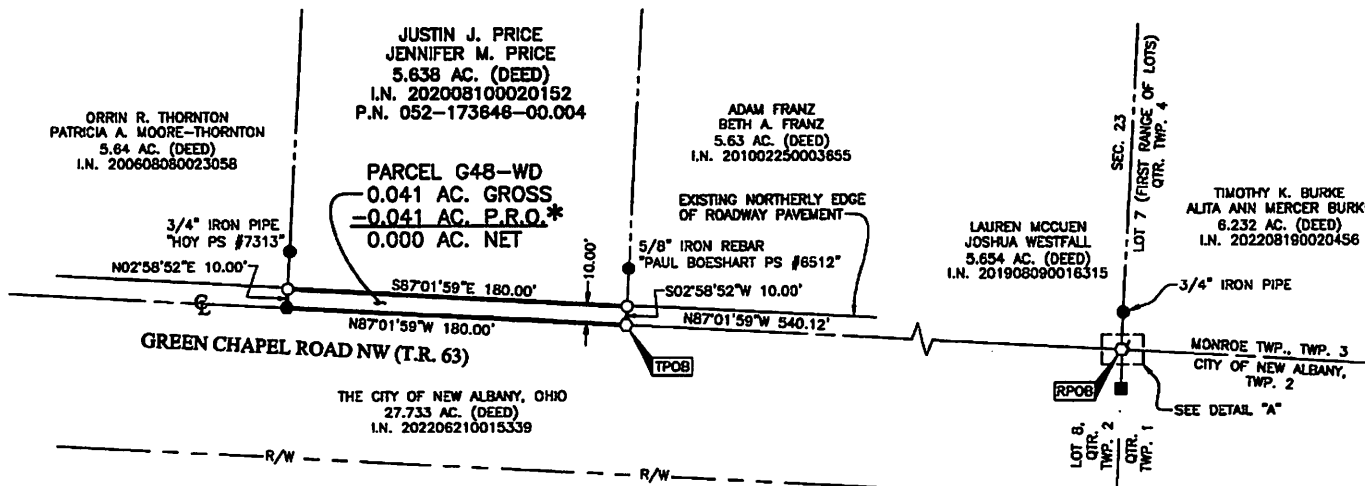 JUSTIN J. PRICE
JENNIFER M. PRICE
5.638 AC. (DEED)
I.N. 202008100020152
P.N. 052-173646-00.004
ORRIN R. THORNTON
PATRICIA A. MOORE-THORNTON
5.64 AC. (DEED)
I.N. 200608080023058
ADAM FRANZ
BETH A. FRANZ
5.63 AC. (DEED)
I.N. 201002250003655
SEC. 23
LOT 7 (FIRST RANGE OF LOTS)
QTR. TWP. 4
PARCEL G48-WD
0.041 AC. GROSS
-0.041 AC. P.R.O.*
0.000 AC. NET
EXISTING NORTHERLY EDGE
OF ROADWAY PAVEMENT
TIMOTHY K. BURKE
ALITA ANN MERCER BURK
6.232 AC. (DEED)
I.N. 202208190020456
LAUREN MCCUEN
JOSHUA WESTFALL
5.654 AC. (DEED)
I.N. 201908090016315
3/4" IRON PIPE
"HOY PS #7313"
5/8" IRON REBAR
"PAUL BOESHART PS #6512"
3/4" IRON PIPE
N02°58'52"E 10.00'
S87°01'59"E 180.00'
10.00'
S02°58'52"W 10.00'
℄
N87°01'59"W 180.00'
N87°01'59"W 540.12'
GREEN CHAPEL ROAD NW (T.R. 63)
TPOB
MONROE TWP., TWP. 3
CITY OF NEW ALBANY,
TWP. 2
RPOB
SEE DETAIL "A"
THE CITY OF NEW ALBANY, OHIO
27.733 AC. (DEED)
I.N. 202206210015339
LOT 8,
QTR.
TWP. 2
QTR.
TWP. 1
R/W
R/W